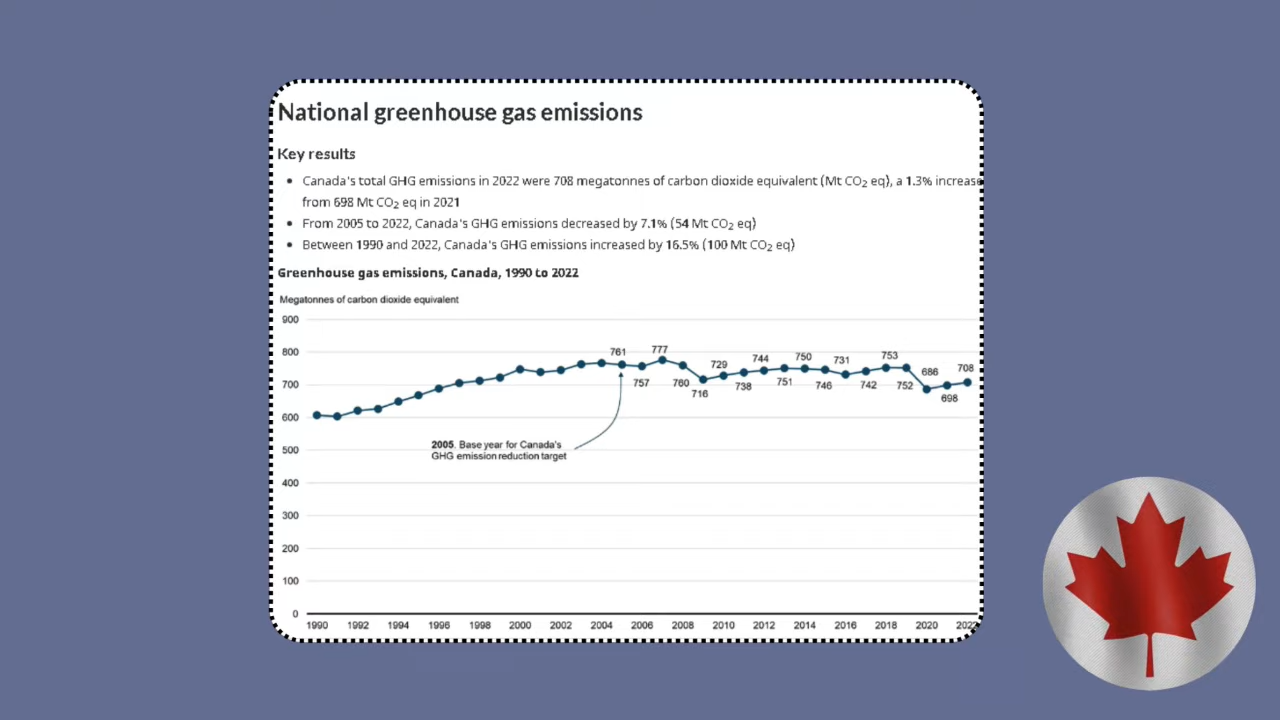 National greenhouse gas emissions
Key results
• Canada's total GHG emissions in 2022 were 708 megatonnes of carbon dioxide equivalent (Mt CO₂ eq), a 1.3% increase
from 698 Mt CO₂ eq in 2021
• From 2005 to 2022, Canada's GHG emissions decreased by 7.1% (54 Mt CO₂ eq)
• Between 1990 and 2022, Canada's GHG emissions increased by 16.5% (100 Mt CO₂ eq)
Greenhouse gas emissions, Canada, 1990 to 2022
Megatonnes of carbon dioxide equivalent
900
800
700
600
500
400
300
200
100
0
761
757
777
760
716
729
738
744
751
750
746
731
742
753
752
686
698
708
2005. Base year for Canada's
GHG emission reduction target
1990 1992 1994 1996 1998 2000 2002 2004 2006 2008 2010 2012 2014 2016 2018 2020 2022